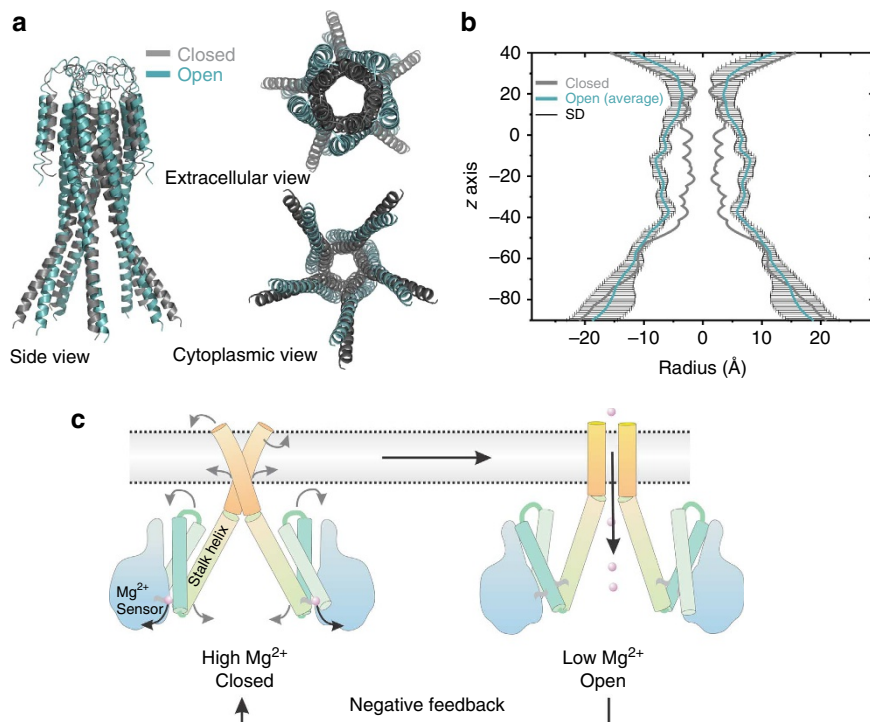 a
Closed
Open
Extracellular view
Side view
Cytoplasmic view
b
Closed
Open (average)
SD
z axis
40
20
0
−20
−40
−60
−80
−20
−10
0
10
20
Radius (Å)
c
Stalk helix
Mg²⁺
Sensor
High Mg²⁺
Closed
Low Mg²⁺
Open
Negative feedback